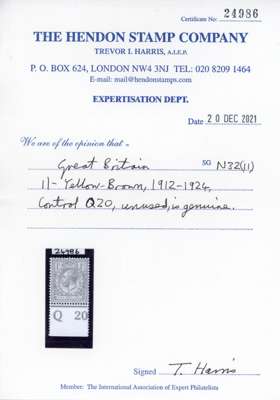 Certificate No: 24986
THE HENDON STAMP COMPANY
TREVOR I. HARRIS, A.I.E.P.
P. O. BOX 624, LONDON NW4 3NJ TEL: 020 8209 1464
E-mail: mail@hendonstamps.com
EXPERTISATION DEPT.
Date 20 DEC 2021
We are of the opinion that =
Great Britain SG N32(11)
1/- Yellow-Brown, 1912-1924,
Control Q20, unused, is genuine.
24986
Q 20
Signed T. Harris
Member: The International Association of Expert Philatelists